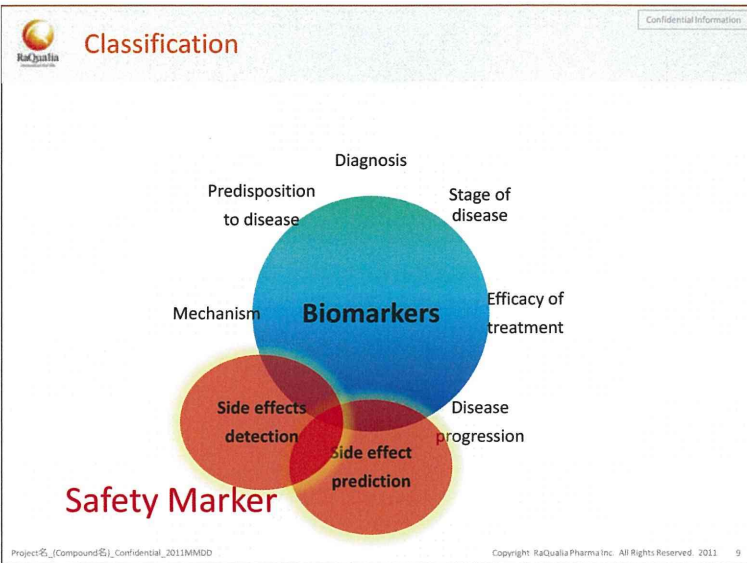 Confidential Information
RaQualia
Classification
Diagnosis
Predisposition
to disease
Stage of
disease
Mechanism
Biomarkers
Efficacy of
treatment
Side effects
detection
Disease
progression
Side effect
prediction
Safety Marker
Project名_(Compound名)_Confidential_2011MMDD
Copyright RaQualia Pharma Inc. All Rights Reserved. 2011 9